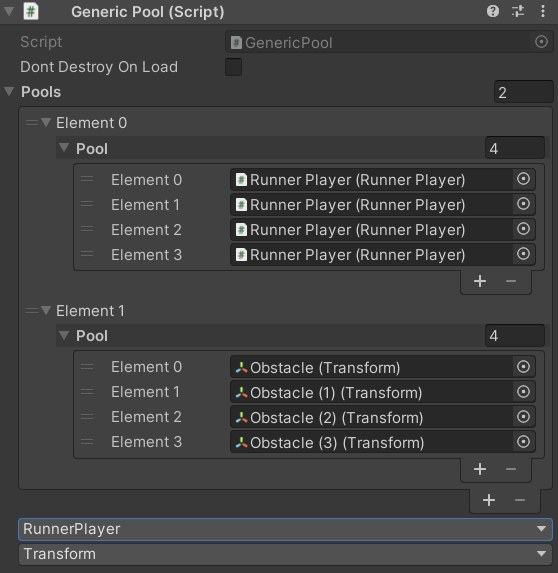 Generic Pool (Script)
Script GenericPool
Dont Destroy On Load
Pools 2
Element 0
Pool 4
Element 0 Runner Player (Runner Player)
Element 1 Runner Player (Runner Player)
Element 2 Runner Player (Runner Player)
Element 3 Runner Player (Runner Player)
+ −
Element 1
Pool 4
Element 0 Obstacle (Transform)
Element 1 Obstacle (1) (Transform)
Element 2 Obstacle (2) (Transform)
Element 3 Obstacle (3) (Transform)
+ −
+ −
RunnerPlayer
Transform